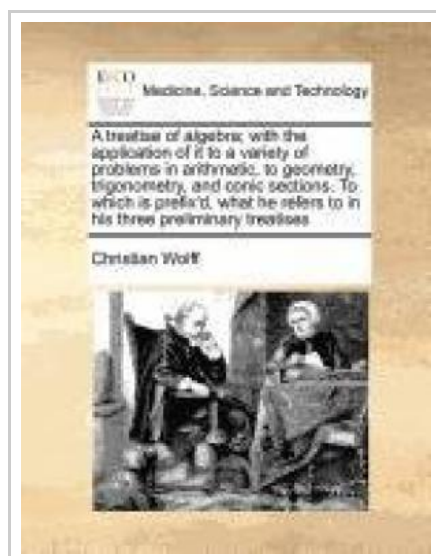 ECCO
Medicine, Science and Technology
A treatise of algebra; with the
application of it to a variety of
problems in arithmetic, to geometry,
trigonometry, and conic sections. To
which is prefix'd, what he refers to in
his three preliminary treatises
Christian Wolff